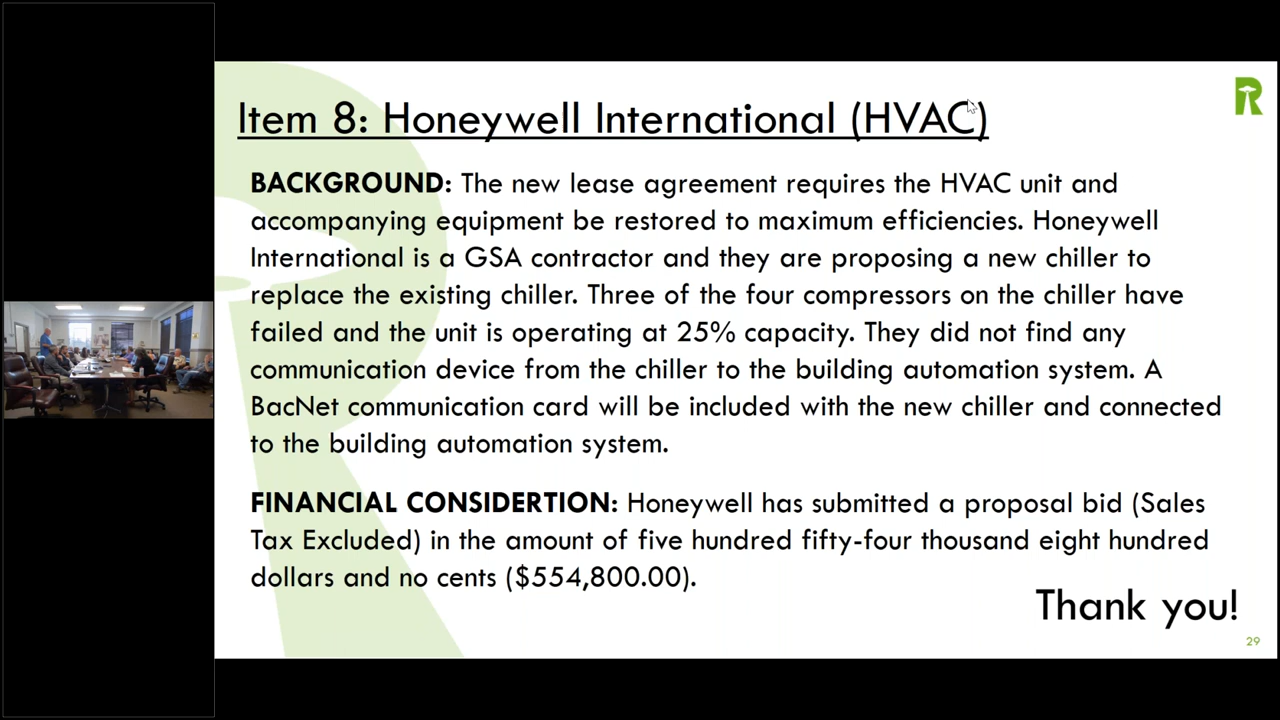 Item 8: Honeywell International (HVAC)
R
BACKGROUND: The new lease agreement requires the HVAC unit and
accompanying equipment be restored to maximum efficiencies. Honeywell
International is a GSA contractor and they are proposing a new chiller to
replace the existing chiller. Three of the four compressors on the chiller have
failed and the unit is operating at 25% capacity. They did not find any
communication device from the chiller to the building automation system. A
BacNet communication card will be included with the new chiller and connected
to the building automation system.
FINANCIAL CONSIDERTION: Honeywell has submitted a proposal bid (Sales
Tax Excluded) in the amount of five hundred fifty-four thousand eight hundred
dollars and no cents ($554,800.00).
Thank you!
29